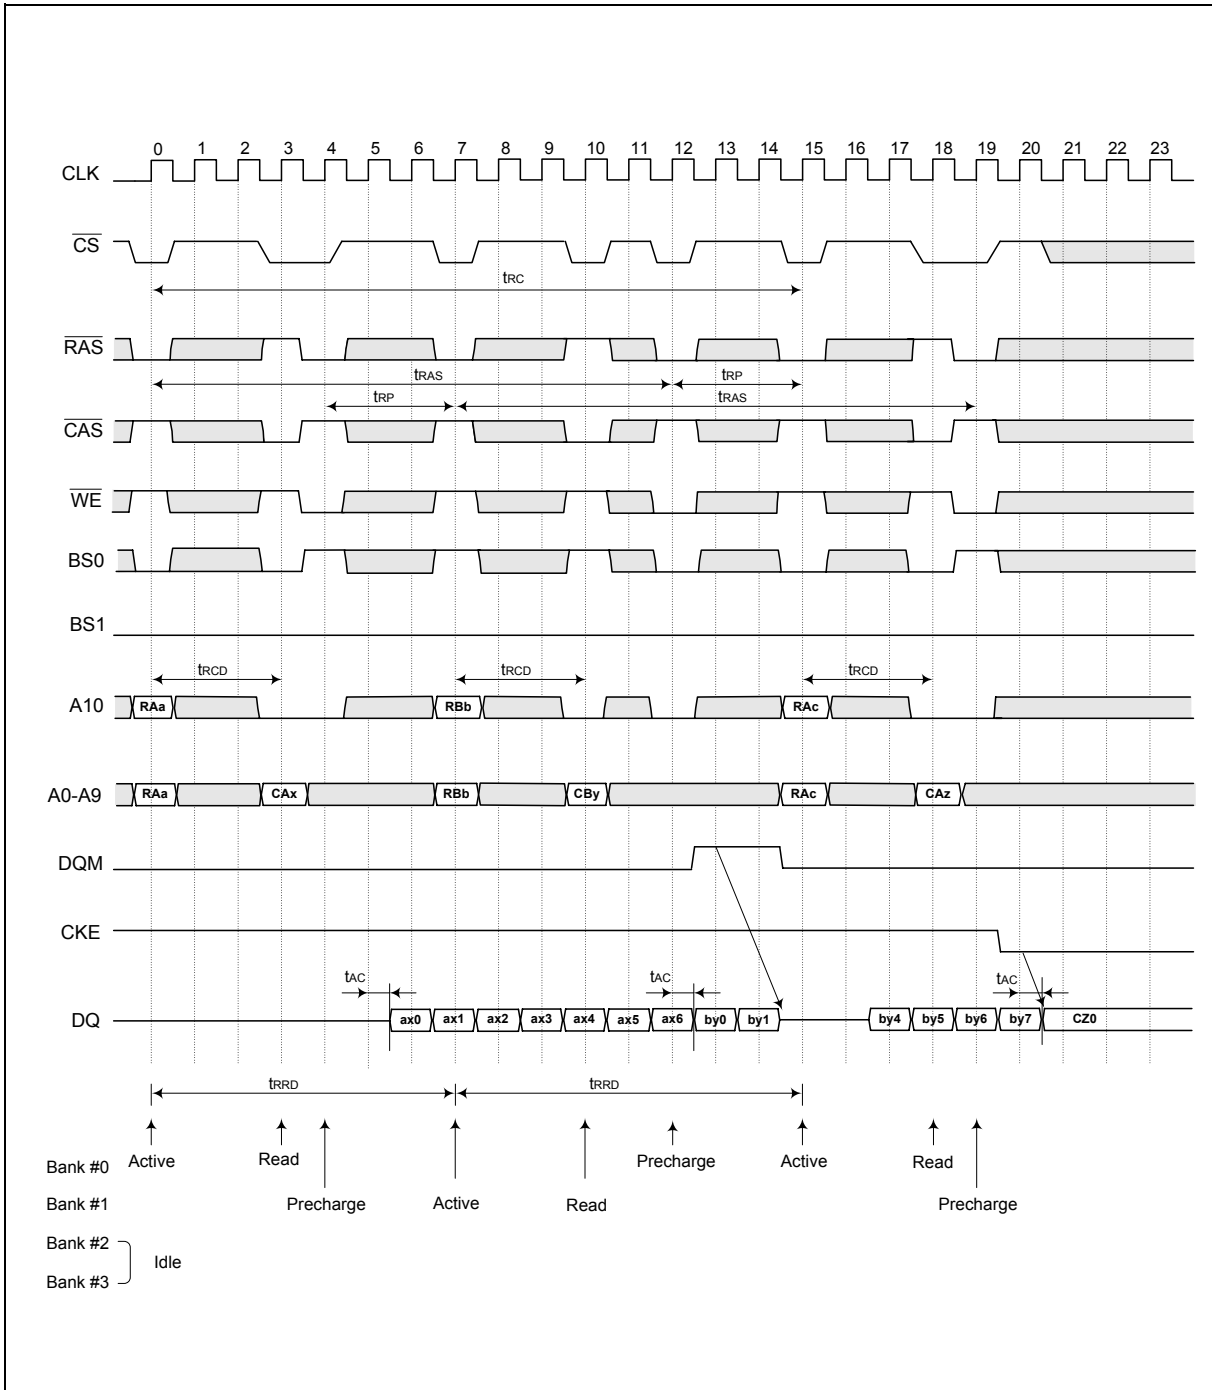 0 1 2 3 4 5 6 7 8 9 10 11 12 13 14 15 16 17 18 19 20 21 22 23
CLK
CS
tRC
RAS
tRAS tRP
tRP tRAS
CAS
WE
BS0
BS1
tRCD tRCD tRCD
A10 RAa RBb RAc
A0-A9 RAa CAx RBb CBy RAc CAz
DQM
CKE
tAC tAC tAC
DQ ax0 ax1 ax2 ax3 ax4 ax5 ax6 by0 by1 by4 by5 by6 by7 CZ0
tRRD tRRD
Bank #0 Active Read Precharge Active Read
Bank #1 Precharge Active Read Precharge
Bank #2
Idle
Bank #3